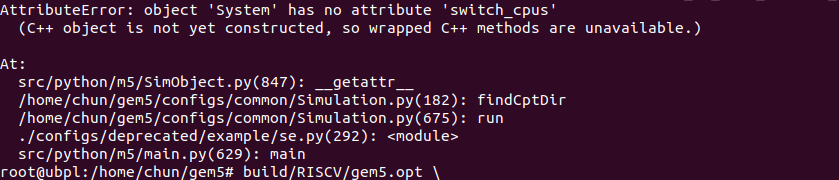 AttributeError: object 'System' has no attribute 'switch_cpus'
  (C++ object is not yet constructed, so wrapped C++ methods are unavailable.)

At:
  src/python/m5/SimObject.py(847): __getattr__
  /home/chun/gem5/configs/common/Simulation.py(182): findCptDir
  /home/chun/gem5/configs/common/Simulation.py(675): run
  ./configs/deprecated/example/se.py(292): <module>
  src/python/m5/main.py(629): main
root@ubpl:/home/chun/gem5# build/RISCV/gem5.opt \